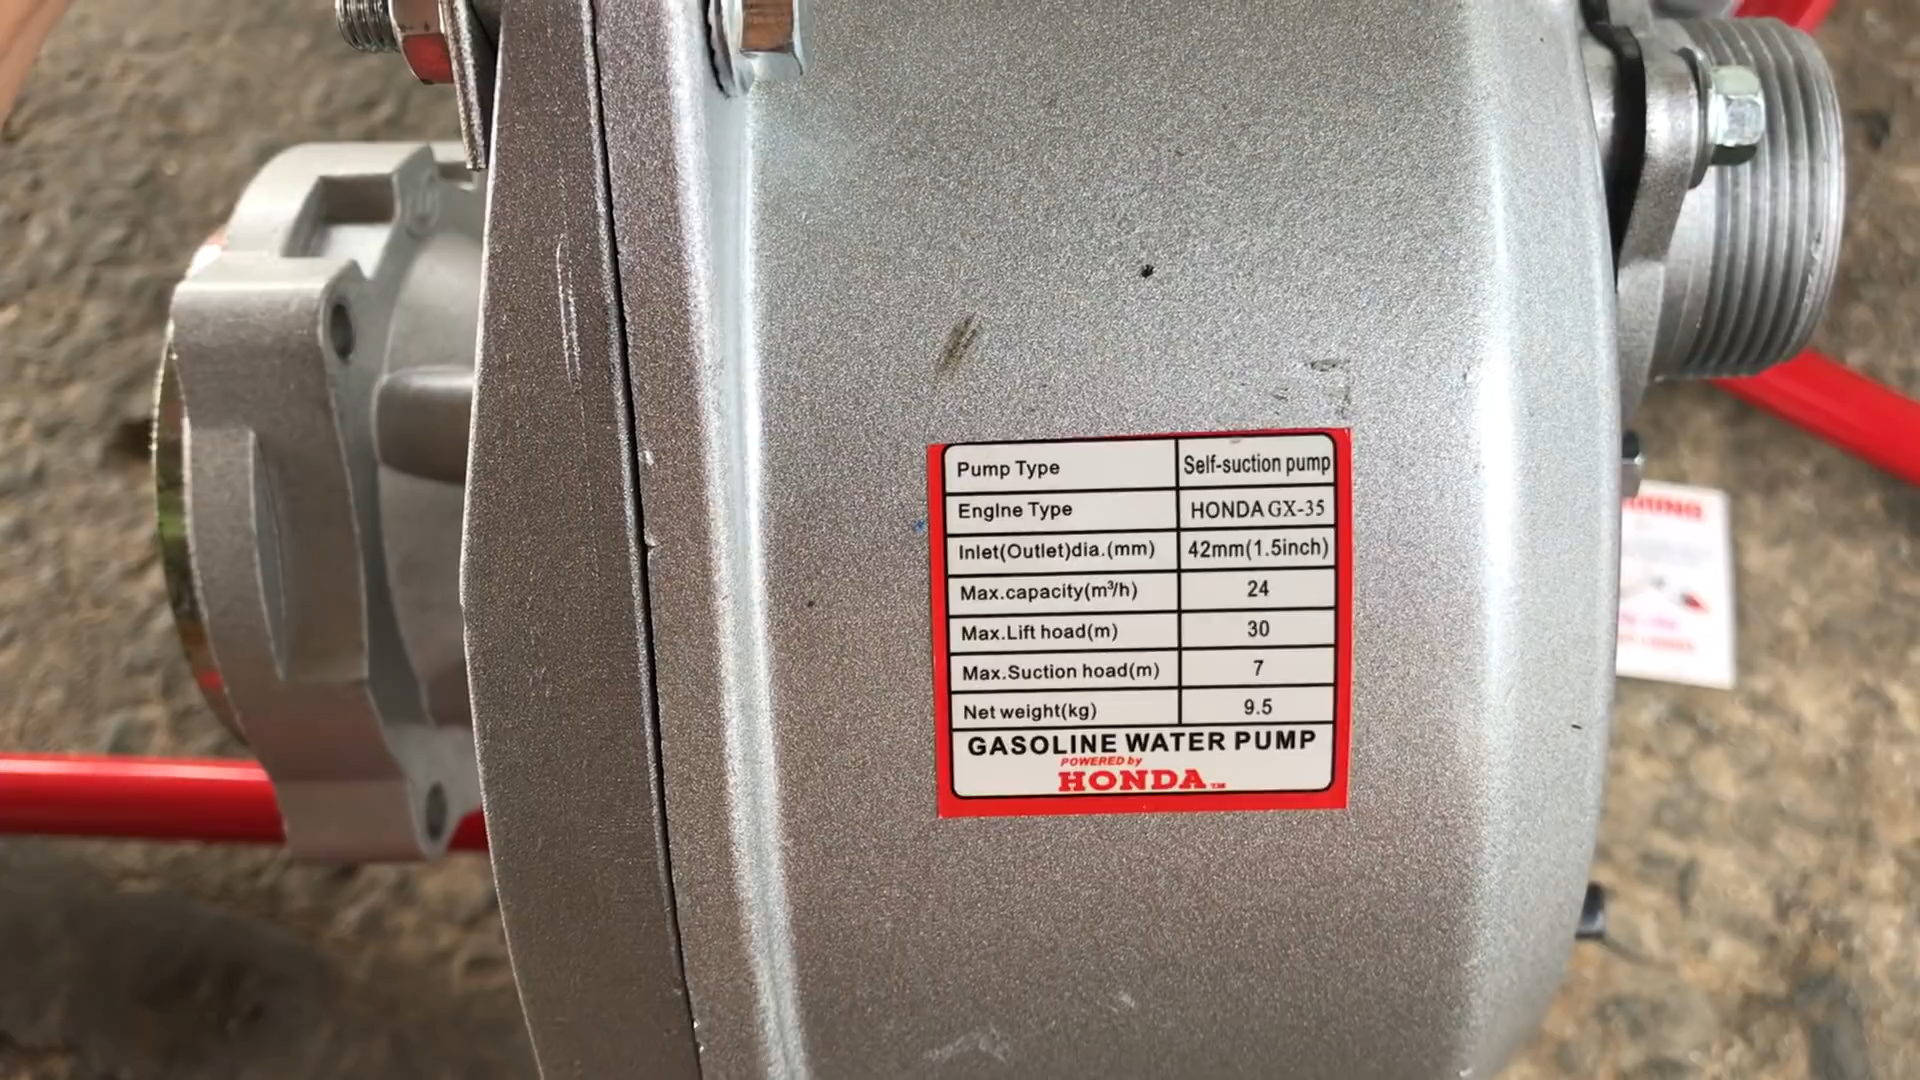 Pump Type Self-suction pump
Engine Type HONDA GX-35
Inlet(Outlet)dia.(mm) 42mm(1.5inch)
Max.capacity(m³/h) 24
Max.Lift hoad(m) 30
Max.Suction hoad(m) 7
Net weight(kg) 9.5
GASOLINE WATER PUMP
POWERED by
HONDA™